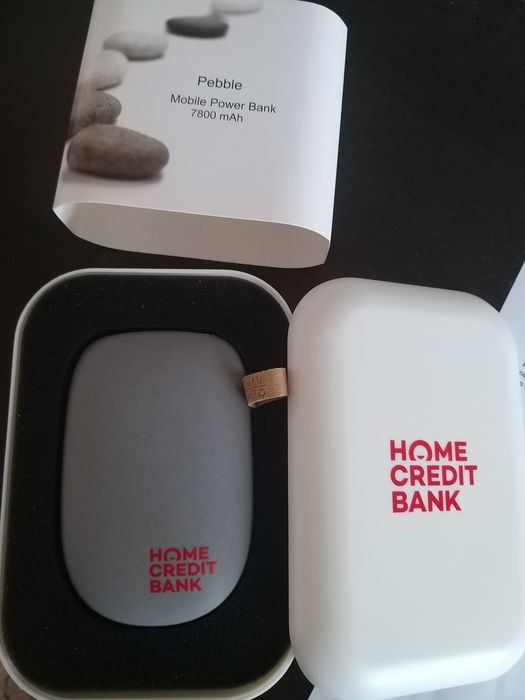 Pebble
Mobile Power Bank
7800 mAh
HOME
CREDIT
BANK
HOME
CREDIT
BANK